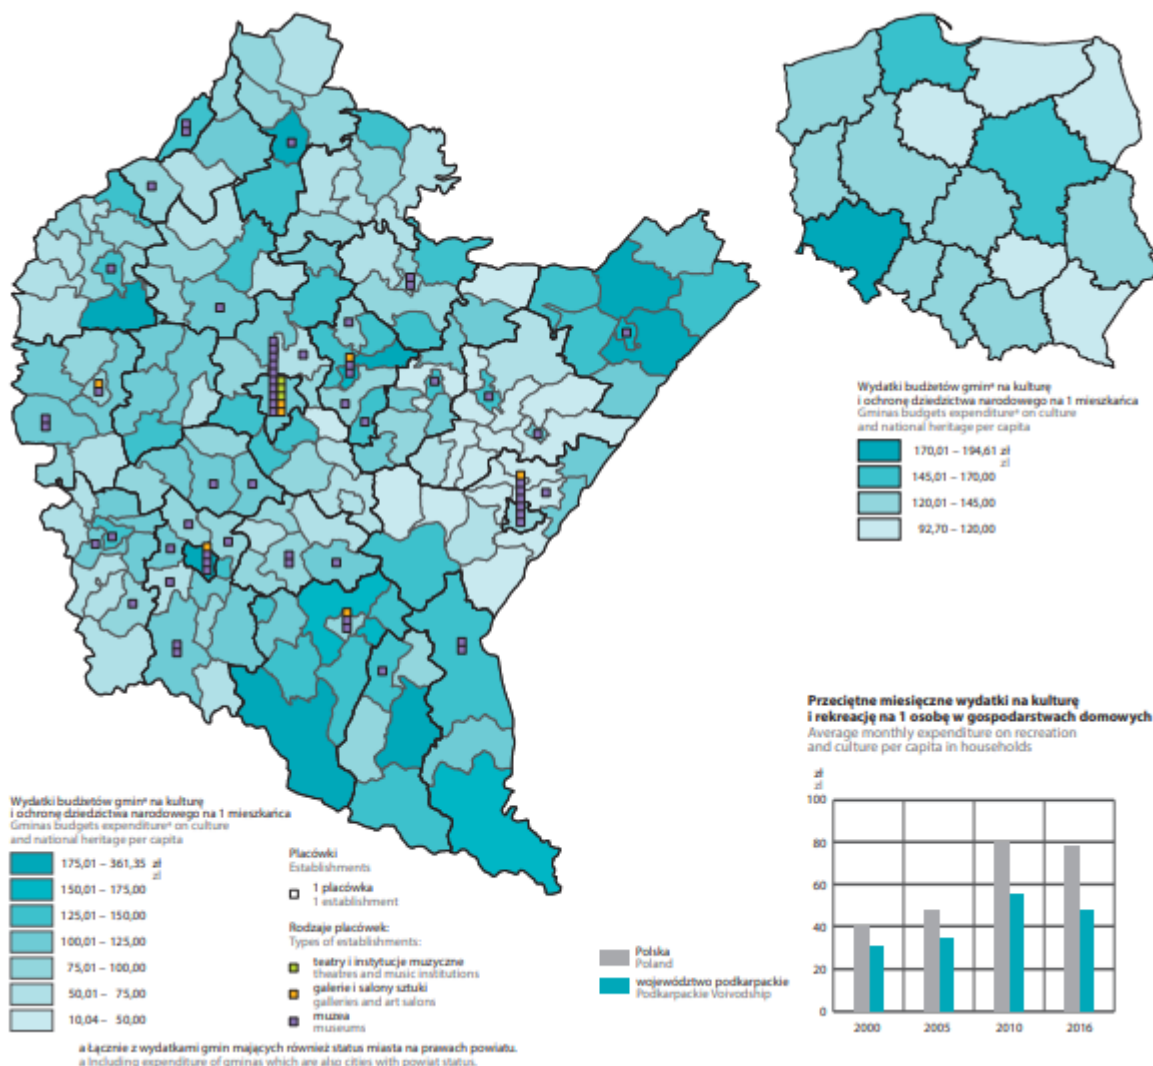 Wydatki budżetów gminª na kulturę
i ochronę dziedzictwa narodowego na 1 mieszkańca
Gminas budgets expenditureª on culture
and national heritage per capita
170,01 – 194,61 zł
zl
145,01 – 170,00
120,01 – 145,00
92,70 – 120,00
Przeciętne miesięczne wydatki na kulturę
i rekreację na 1 osobę w gospodarstwach domowych
Average monthly expenditure on recreation
and culture per capita in households
zł
zl
100
80
60
40
20
0
2000 2005 2010 2016
Polska
Poland
województwo podkarpackie
Podkarpackie Voivodship
Wydatki budżetów gminª na kulturę
i ochronę dziedzictwa narodowego na 1 mieszkańca
Gminas budgets expenditureª on culture
and national heritage per capita
175,01 – 361,35 zł
zl
150,01 – 175,00
125,01 – 150,00
100,01 – 125,00
75,01 – 100,00
50,01 – 75,00
10,04 – 50,00
Placówki
Establishments
1 placówka
1 establishment
Rodzaje placówek:
Types of establishments:
teatry i instytucje muzyczne
theatres and music institutions
galerie i salony sztuki
galleries and art salons
muzea
museums
a Łącznie z wydatkami gmin mających również status miasta na prawach powiatu.
a Including expenditure of gminas which are also cities with powiat status.